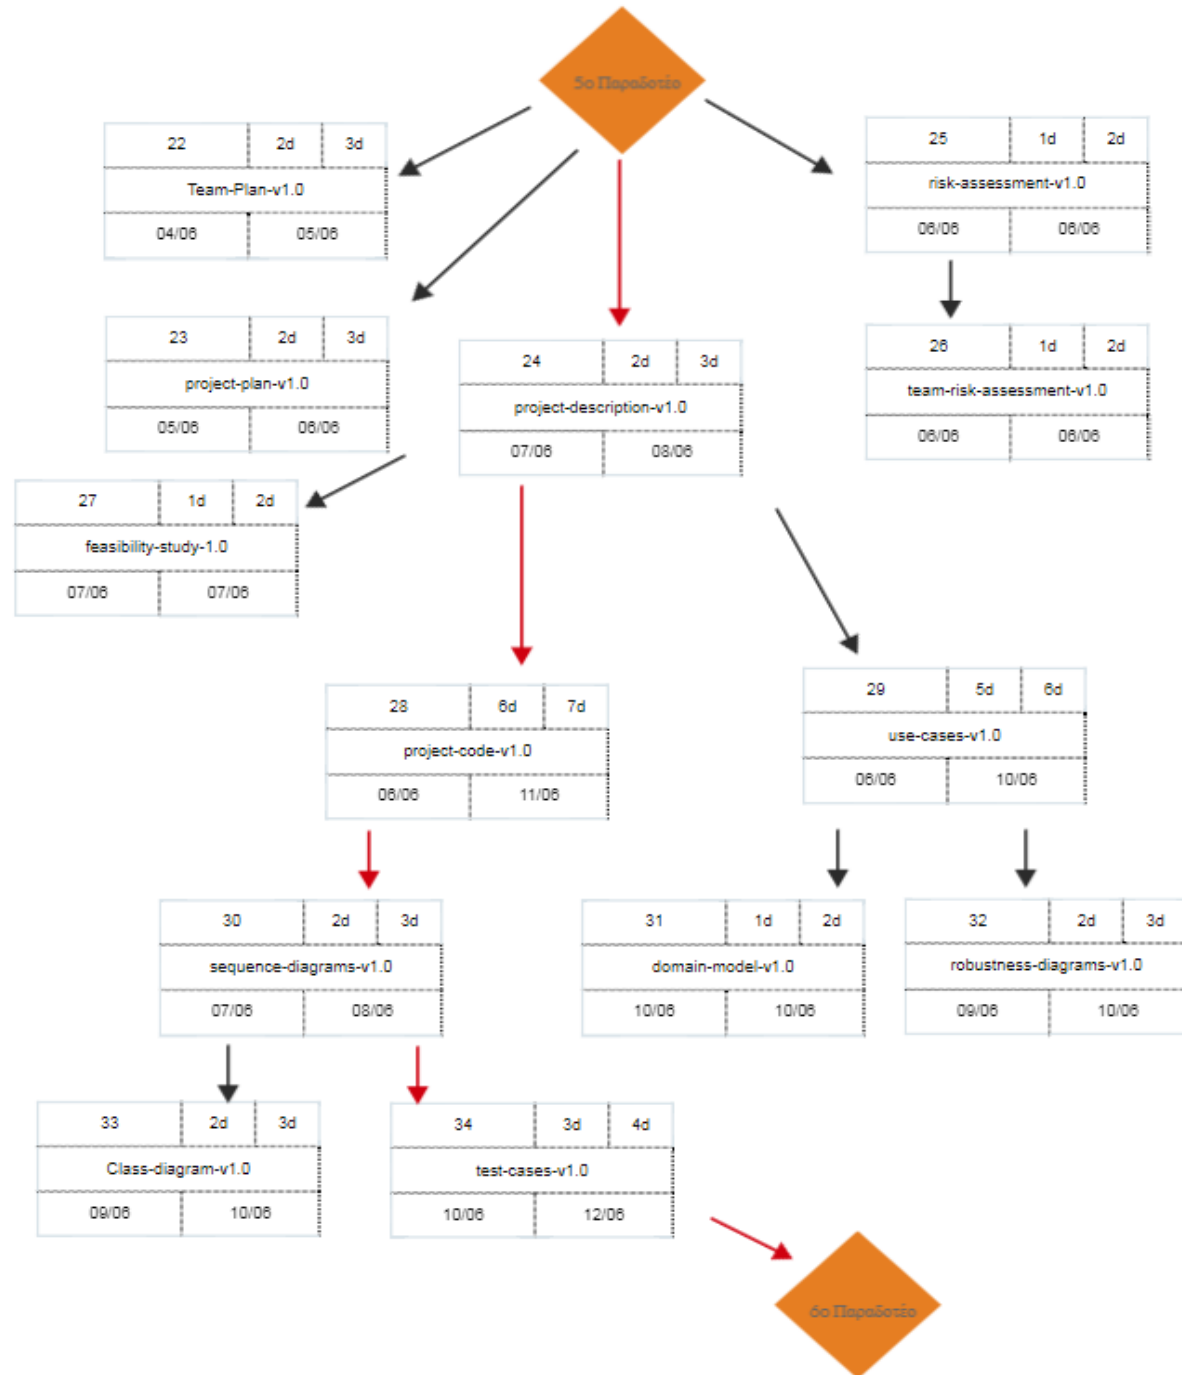 5ο Παραδοτέο
22 2d 3d
Team-Plan-v1.0
04/06 05/06
25 1d 2d
risk-assessment-v1.0
06/06 06/06
23 2d 3d
project-plan-v1.0
05/06 06/06
24 2d 3d
project-description-v1.0
07/06 08/06
26 1d 2d
team-risk-assessment-v1.0
06/06 06/06
27 1d 2d
feasibility-study-1.0
07/06 07/06
28 6d 7d
project-code-v1.0
06/06 11/06
29 5d 6d
use-cases-v1.0
06/06 10/06
30 2d 3d
sequence-diagrams-v1.0
07/06 08/06
31 1d 2d
domain-model-v1.0
10/06 10/06
32 2d 3d
robustness-diagrams-v1.0
09/06 10/06
33 2d 3d
Class-diagram-v1.0
09/06 10/06
34 3d 4d
test-cases-v1.0
10/06 12/06
6ο Παραδοτέο